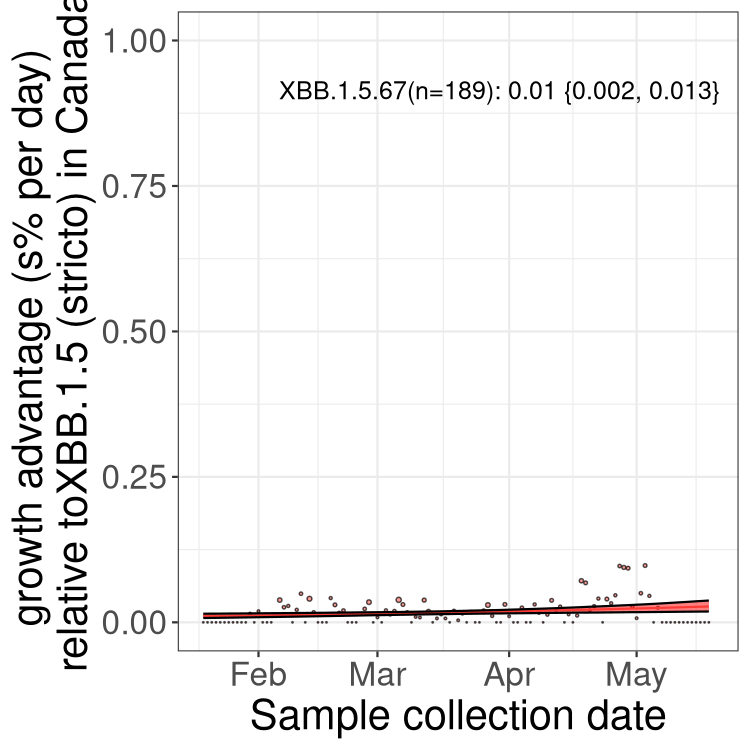 growth advantage (s% per day)
relative toXBB.1.5 (stricto) in Canada
1.00
0.75
0.50
0.25
0.00
XBB.1.5.67(n=189): 0.01 {0.002, 0.013}
Feb Mar Apr May
Sample collection date